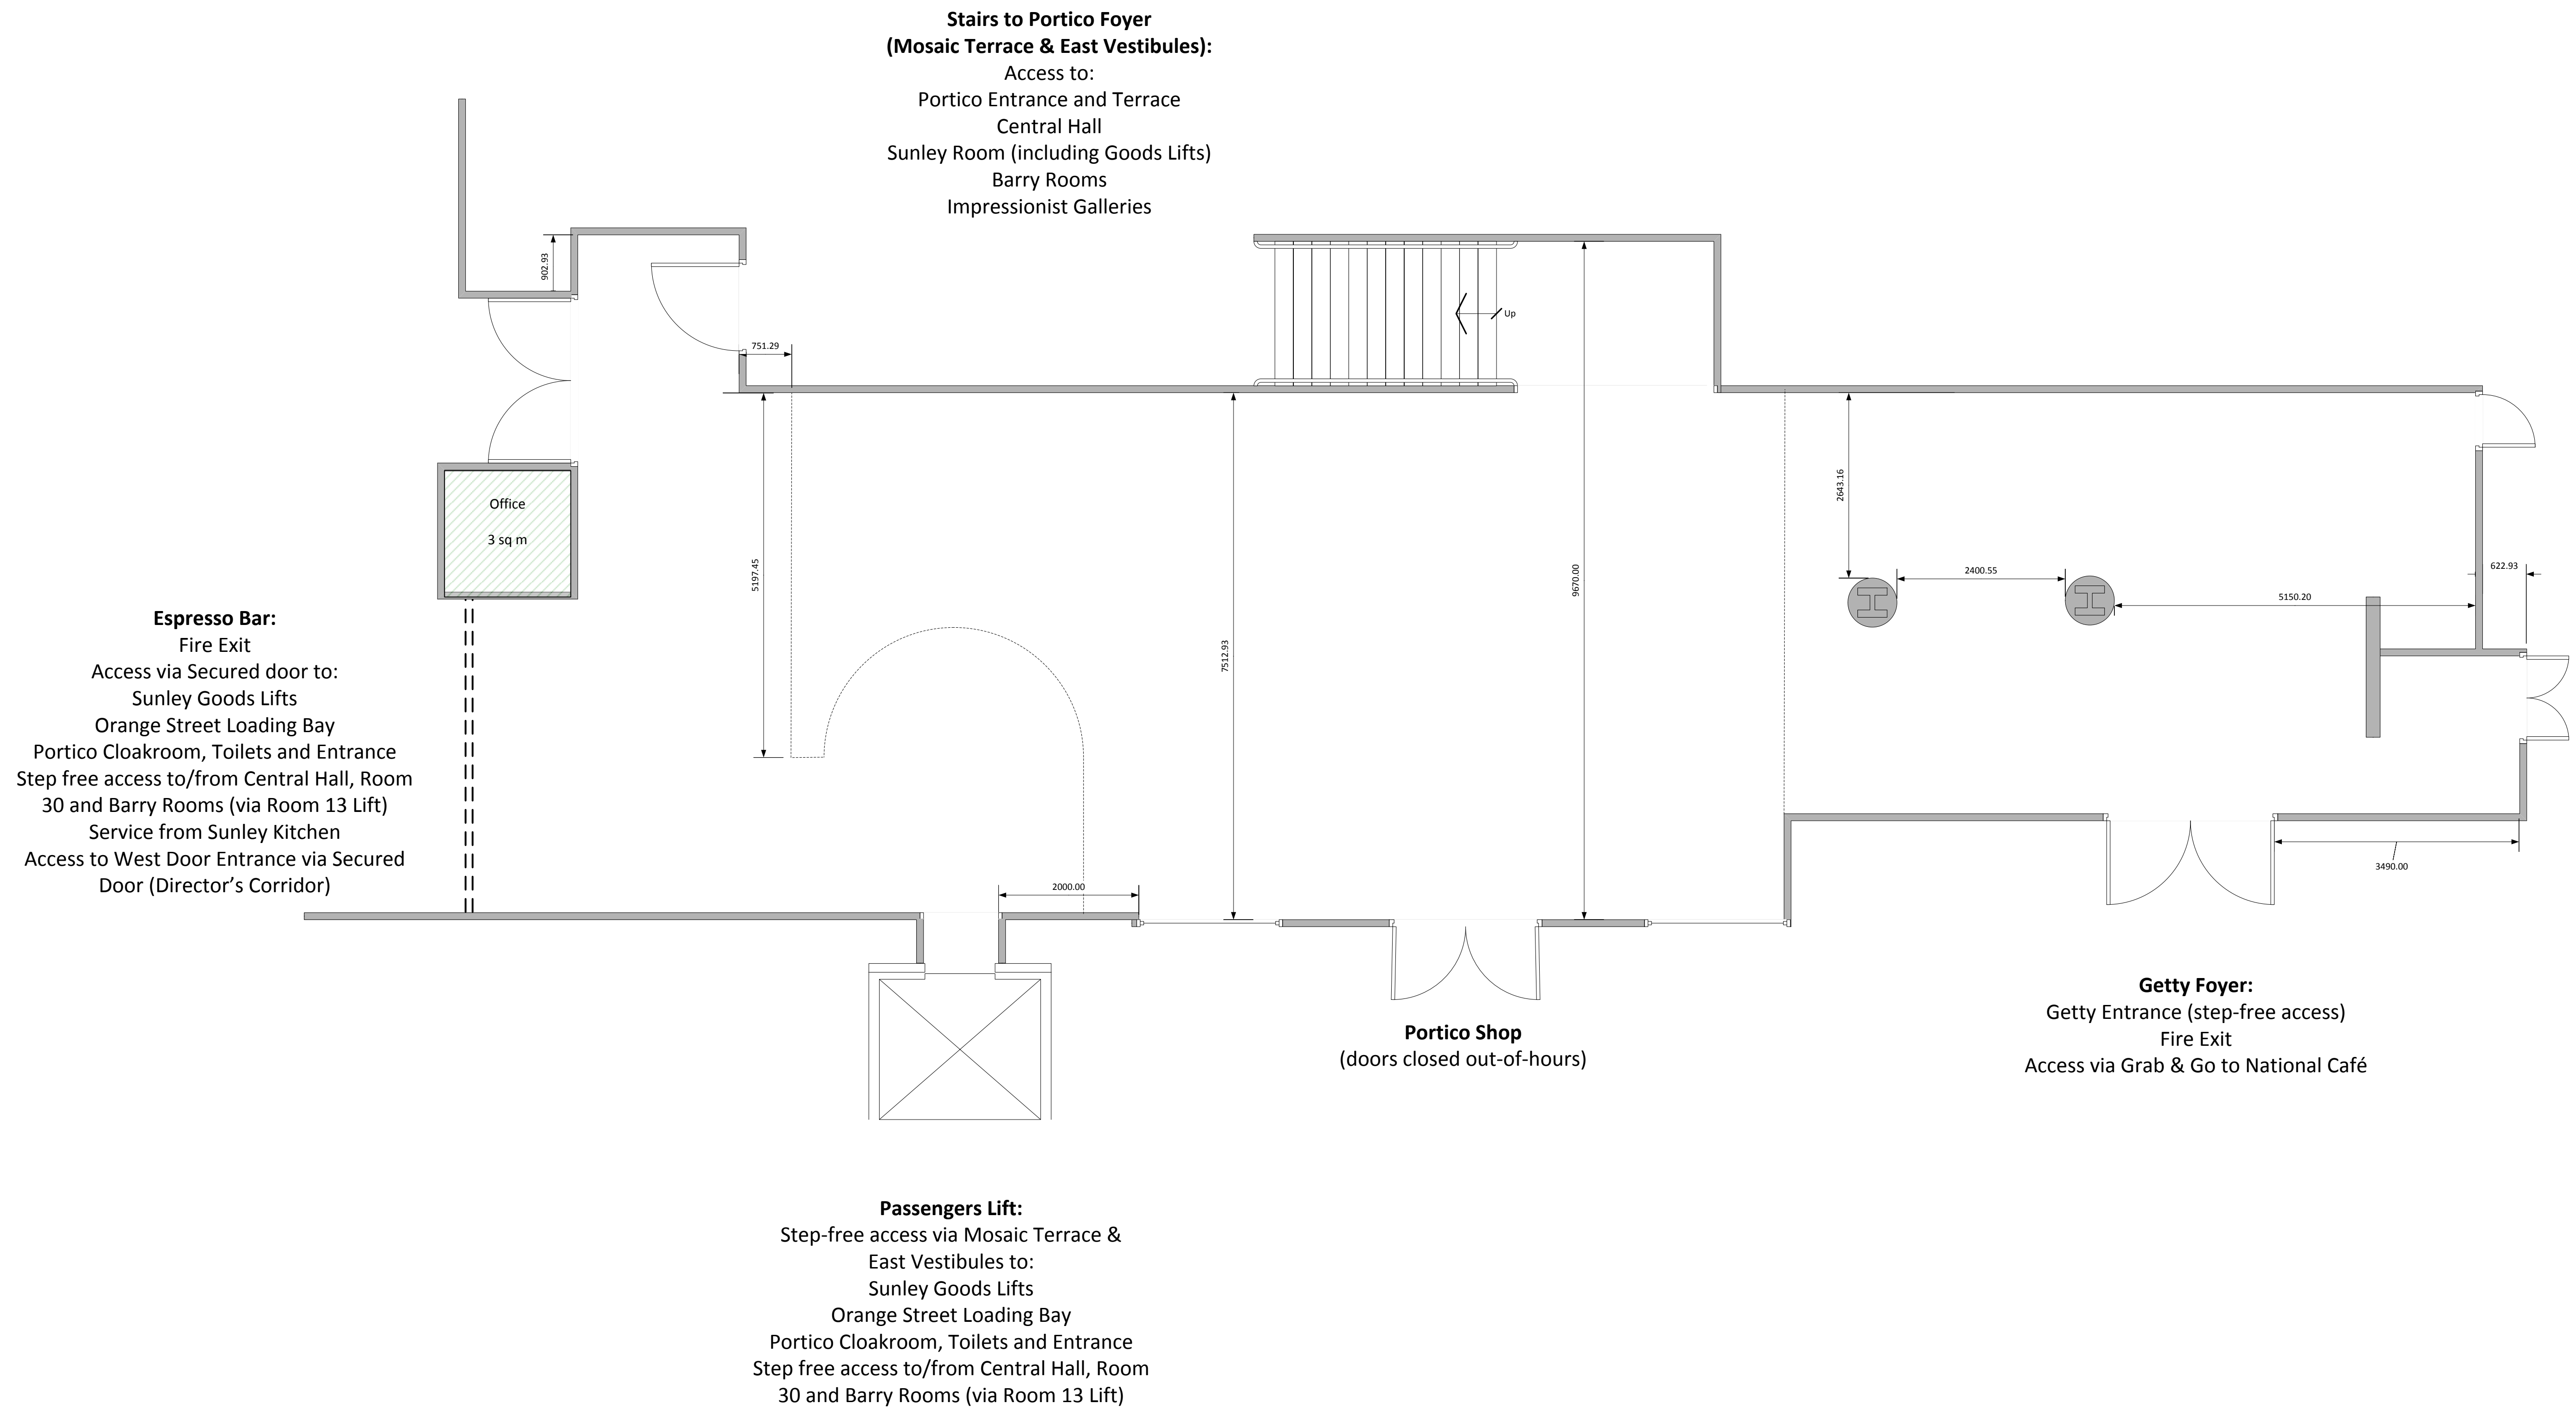 Stairs to Portico Foyer
(Mosaic Terrace & East Vestibules):
Access to:
Portico Entrance and Terrace
Central Hall
Sunley Room (including Goods Lifts)
Barry Rooms
Impressionist Galleries
902.93
Up
751.29
2643.16
Office
3 sq m
5197.45
9670.00
2400.55
622.93
5150.20
7512.93
Espresso Bar:
Fire Exit
Access via Secured door to:
Sunley Goods Lifts
Orange Street Loading Bay
Portico Cloakroom, Toilets and Entrance
Step free access to/from Central Hall, Room
30 and Barry Rooms (via Room 13 Lift)
Service from Sunley Kitchen
Access to West Door Entrance via Secured
Door (Director’s Corridor)
2000.00
3490.00
Portico Shop
(doors closed out-of-hours)
Getty Foyer:
Getty Entrance (step-free access)
Fire Exit
Access via Grab & Go to National Café
Passengers Lift:
Step-free access via Mosaic Terrace &
East Vestibules to:
Sunley Goods Lifts
Orange Street Loading Bay
Portico Cloakroom, Toilets and Entrance
Step free access to/from Central Hall, Room
30 and Barry Rooms (via Room 13 Lift)